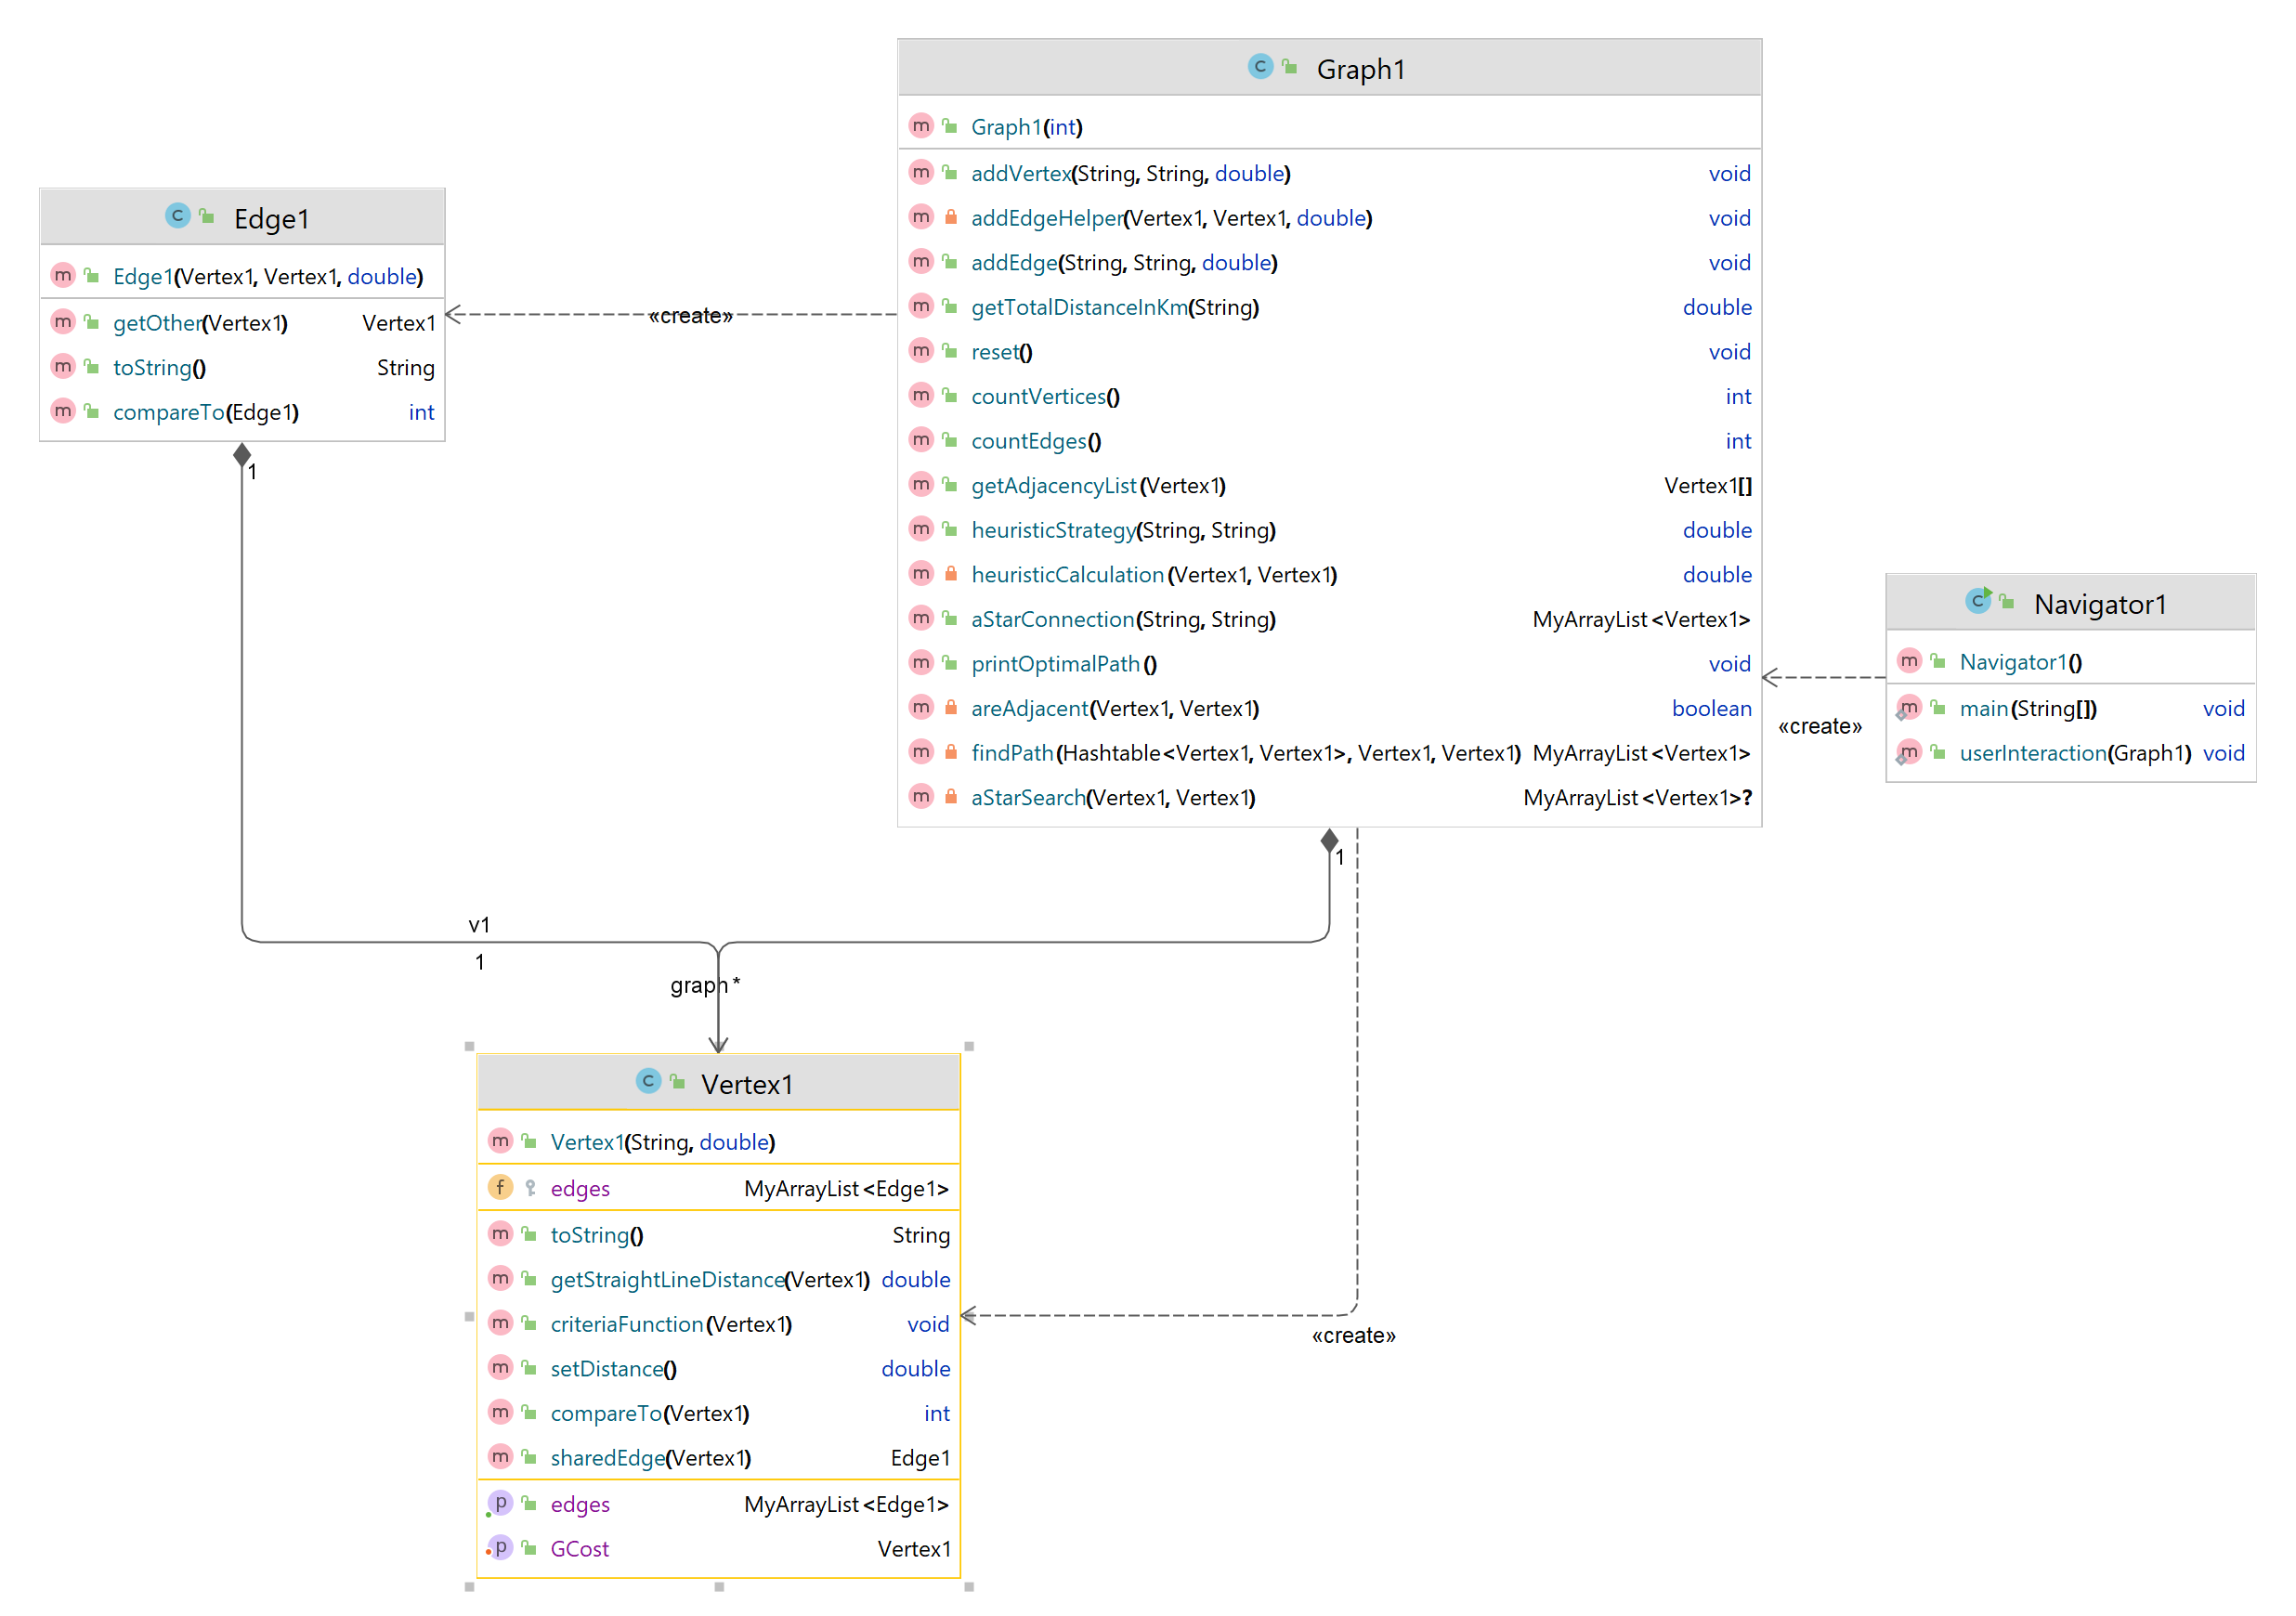 Graph1
Graph1(int)
addVertex(String, String, double) void
addEdgeHelper(Vertex1, Vertex1, double) void
addEdge(String, String, double) void
getTotalDistanceInKm(String) double
reset() void
countVertices() int
countEdges() int
getAdjacencyList(Vertex1) Vertex1[]
heuristicStrategy(String, String) double
heuristicCalculation(Vertex1, Vertex1) double
aStarConnection(String, String) MyArrayList<Vertex1>
printOptimalPath() void
areAdjacent(Vertex1, Vertex1) boolean
findPath(Hashtable<Vertex1, Vertex1>, Vertex1, Vertex1) MyArrayList<Vertex1>
aStarSearch(Vertex1, Vertex1) MyArrayList<Vertex1>?
Edge1
Edge1(Vertex1, Vertex1, double)
getOther(Vertex1) Vertex1
toString() String
compareTo(Edge1) int
«create»
1
Navigator1
Navigator1()
main(String[]) void
userInteraction(Graph1) void
«create»
1
v1
1
graph *
Vertex1
Vertex1(String, double)
edges MyArrayList<Edge1>
toString() String
getStraightLineDistance(Vertex1) double
criteriaFunction(Vertex1) void
setDistance() double
compareTo(Vertex1) int
sharedEdge(Vertex1) Edge1
edges MyArrayList<Edge1>
GCost Vertex1
«create»